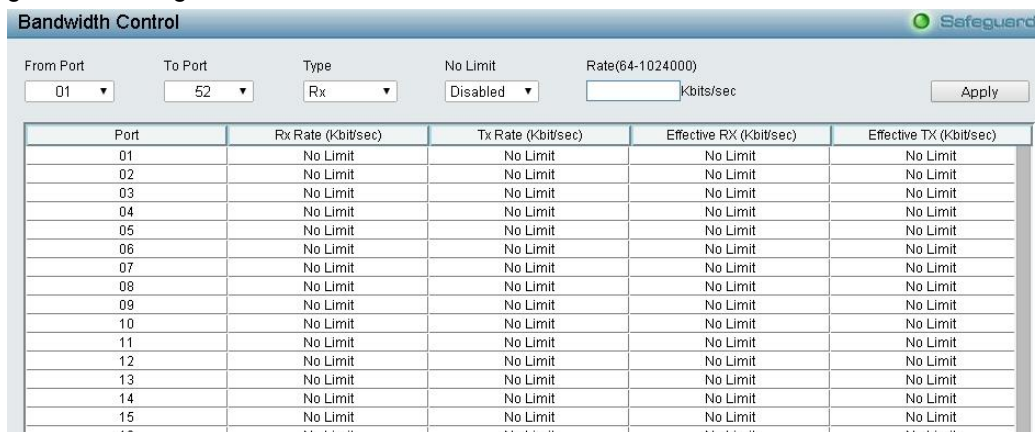 Bandwidth Control
Safeguard
From Port To Port Type No Limit Rate(64-1024000)
01 52 Rx Disabled Kbits/sec Apply
Port Rx Rate (Kbit/sec) Tx Rate (Kbit/sec) Effective RX (Kbit/sec) Effective TX (Kbit/sec)
01 No Limit No Limit No Limit No Limit
02 No Limit No Limit No Limit No Limit
03 No Limit No Limit No Limit No Limit
04 No Limit No Limit No Limit No Limit
05 No Limit No Limit No Limit No Limit
06 No Limit No Limit No Limit No Limit
07 No Limit No Limit No Limit No Limit
08 No Limit No Limit No Limit No Limit
09 No Limit No Limit No Limit No Limit
10 No Limit No Limit No Limit No Limit
11 No Limit No Limit No Limit No Limit
12 No Limit No Limit No Limit No Limit
13 No Limit No Limit No Limit No Limit
14 No Limit No Limit No Limit No Limit
15 No Limit No Limit No Limit No Limit